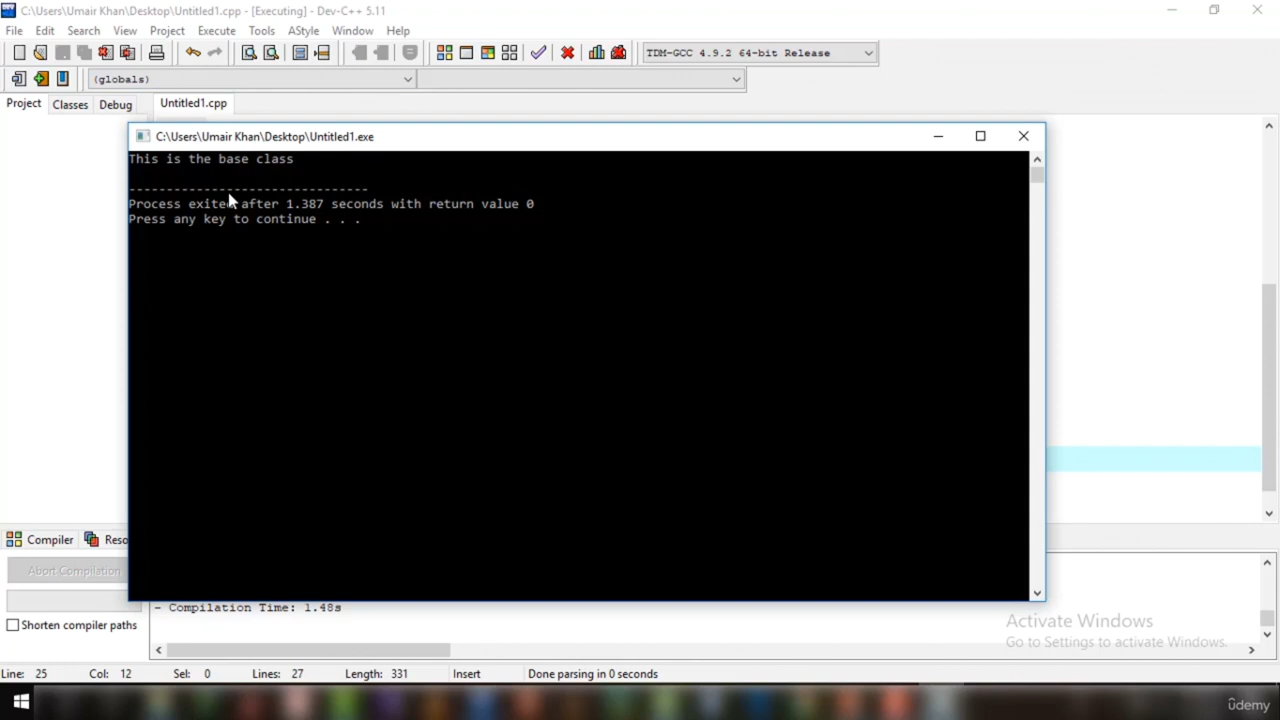 C:\Users\Umair Khan\Desktop\Untitled1.cpp - [Executing] - Dev-C++ 5.11
File Edit Search View Project Execute Tools AStyle Window Help
TDM-GCC 4.9.2 64-bit Release
(globals)
Project Classes Debug Untitled1.cpp
C:\Users\Umair Khan\Desktop\Untitled1.exe
This is the base class
--------------------------------
Process exited after 1.387 seconds with return value 0
Press any key to continue . . .
Compiler Reso
Abort Compilation
- Compilation Time: 1.48s
Shorten compiler paths
Activate Windows
Go to Settings to activate Windows.
Line: 25 Col: 12 Sel: 0 Lines: 27 Length: 331 Insert Done parsing in 0 seconds
ûdemy